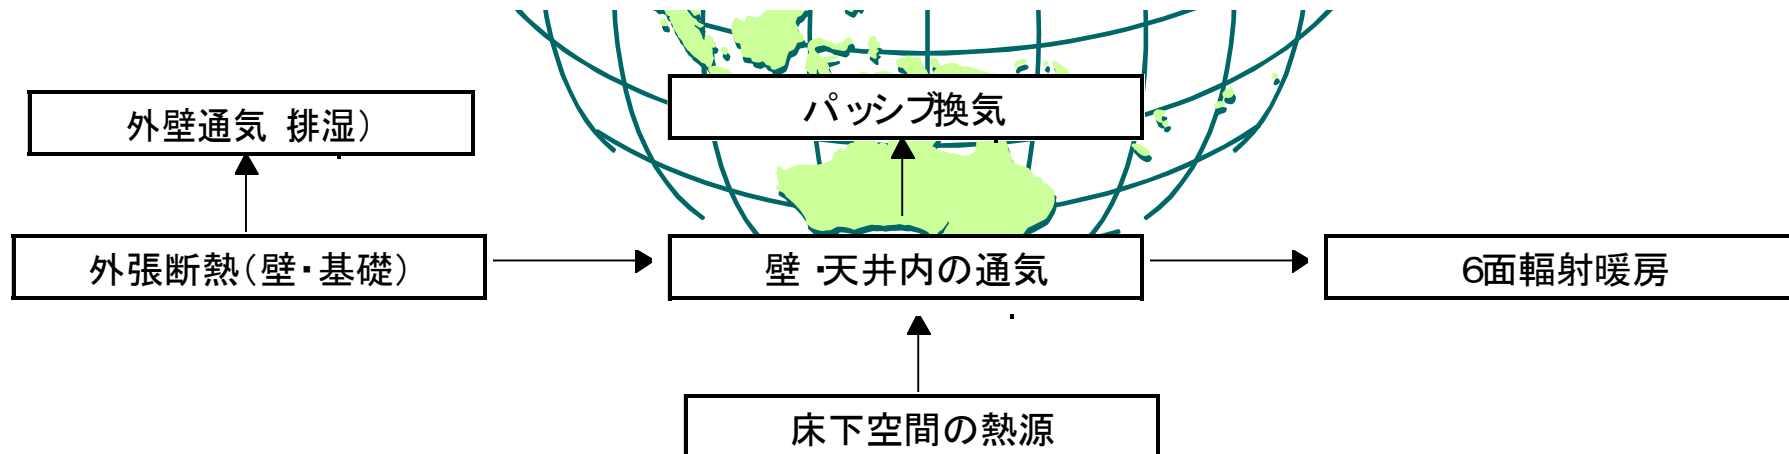 パッシブ換気
外壁通気 排湿)
外張断熱(壁・基礎)
壁・天井内の通気
6面輻射暖房
床下空間の熱源